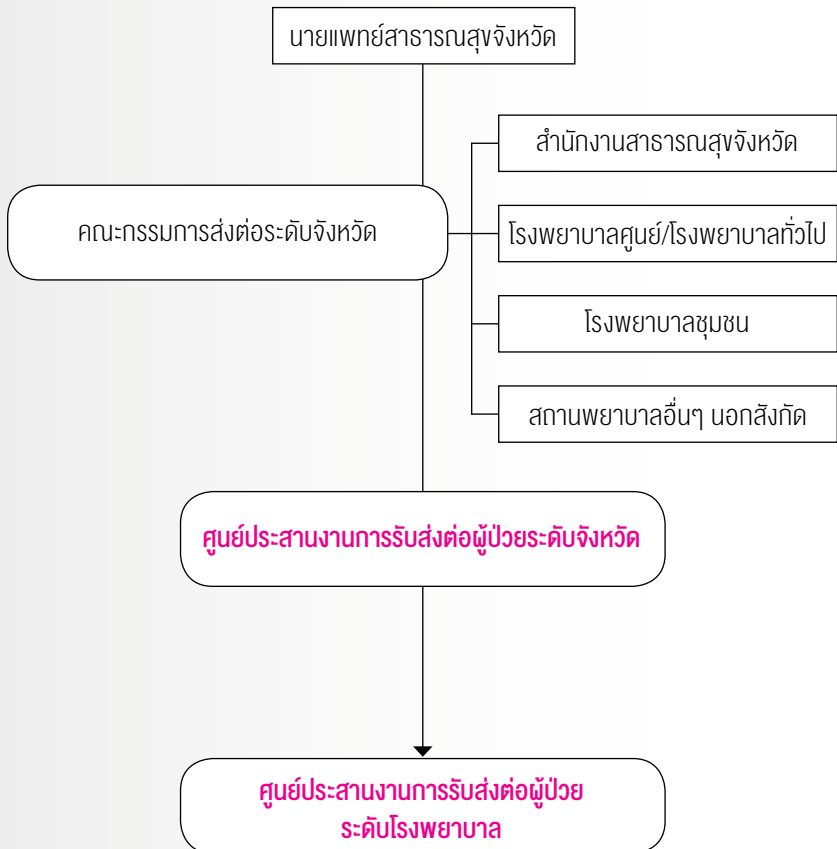 นายแพทย์สาธารณสุขจังหวัด
สำนักงานสาธารณสุขจังหวัด
คณะกรรมการส่งต่อระดับจังหวัด
โรงพยาบาลศูนย์/โรงพยาบาลทั่วไป
โรงพยาบาลชุมชน
สถานพยาบาลอื่นๆ นอกสังกัด
ศูนย์ประสานงานการรับส่งต่อผู้ป่วยระดับจังหวัด
ศูนย์ประสานงานการรับส่งต่อผู้ป่วย
ระดับโรงพยาบาล